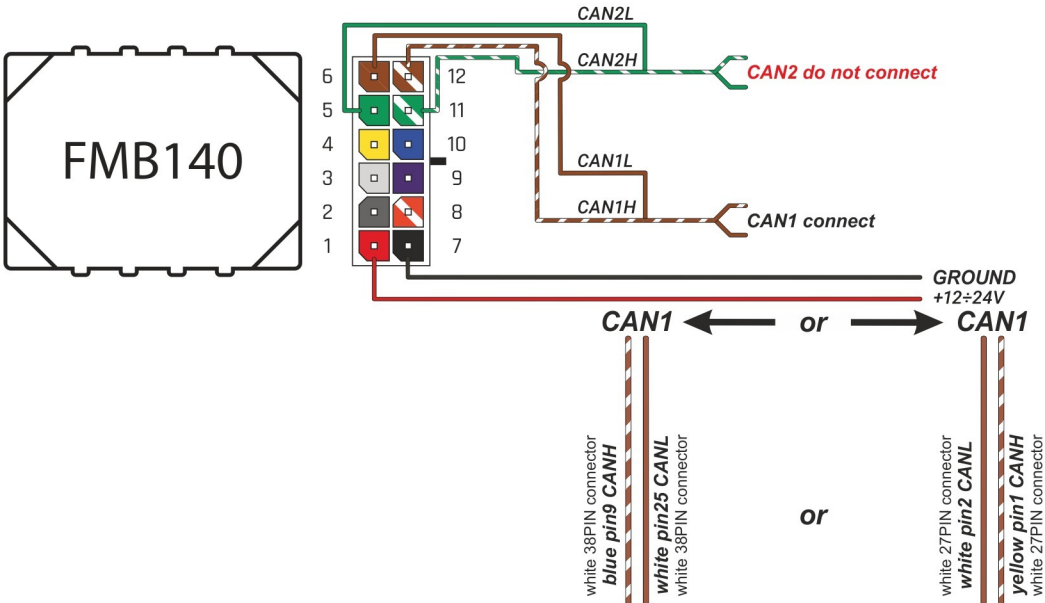 CAN2L
CAN2H
CAN2 do not connect
FMB140
6
12
5
11
4
10
3
9
2
8
1
7
CAN1L
CAN1H
CAN1 connect
GROUND
+12÷24V
CAN1
or
CAN1
white 38PIN connector
blue pin9 CANH
white pin25 CANL
white 38PIN connector
or
white 27PIN connector
white pin2 CANL
yellow pin1 CANH
white 27PIN connector